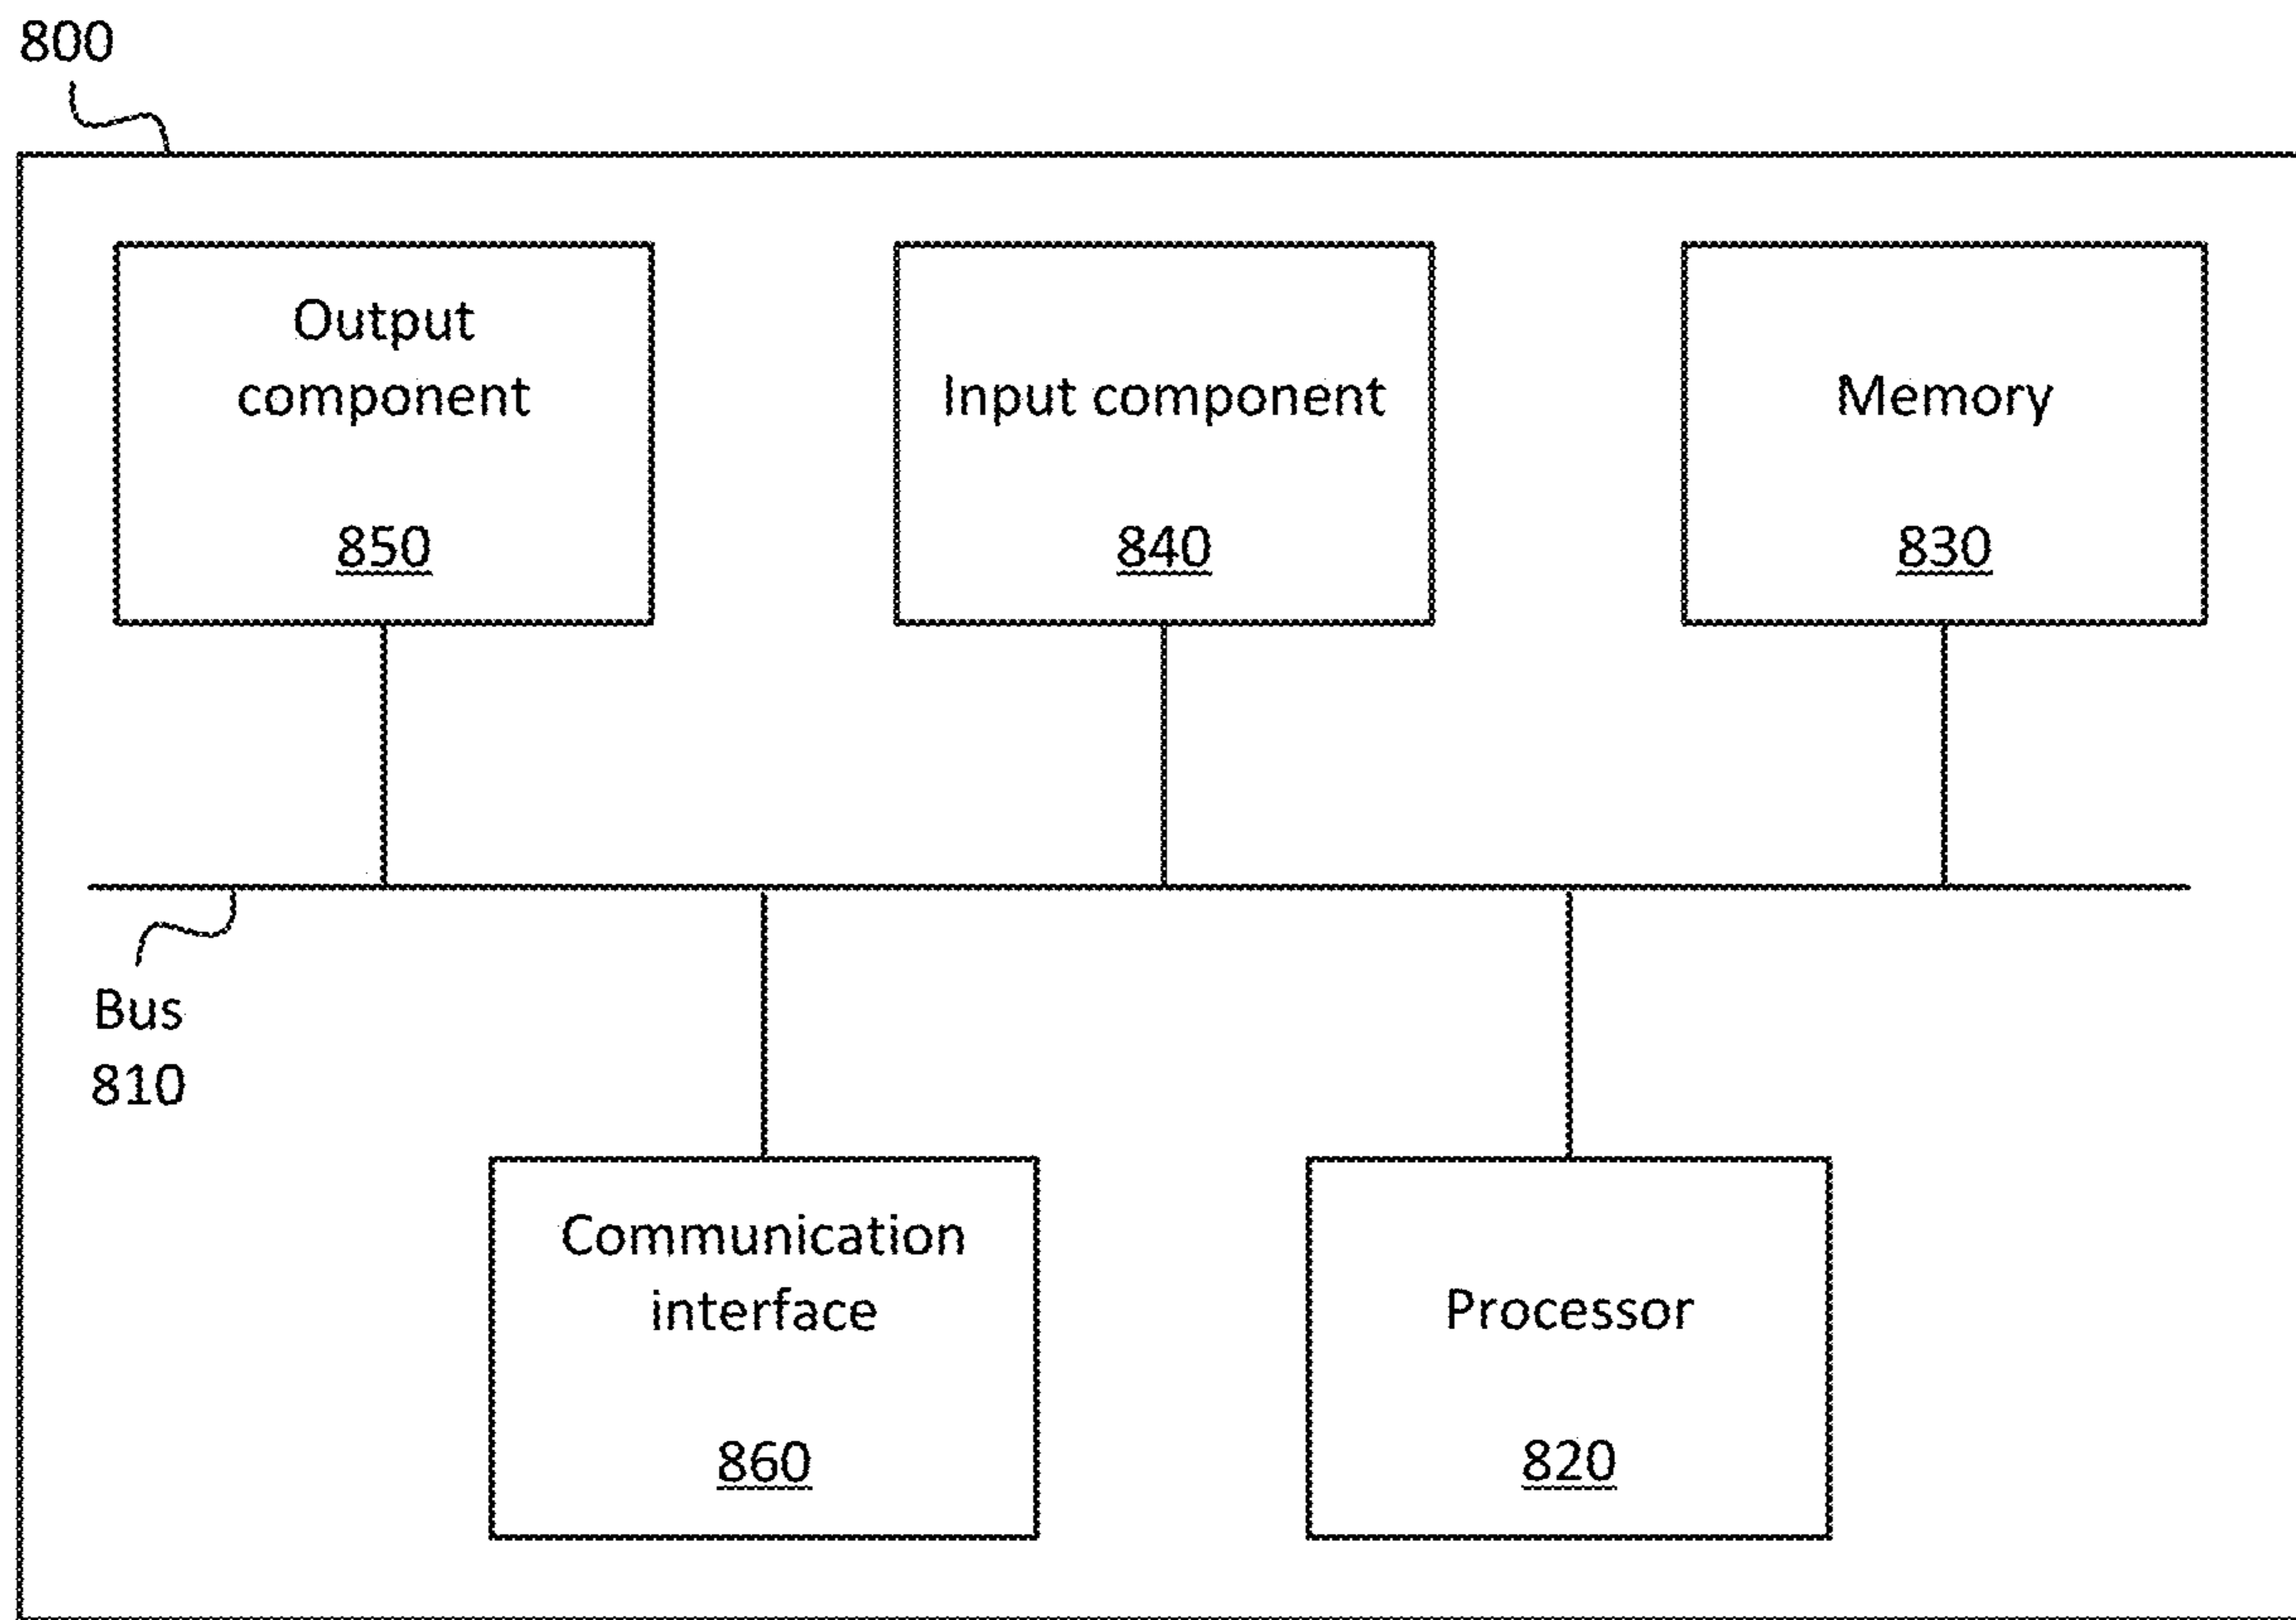 800
Output
component
850
Input component
840
Memory
830
Bus
810
Communication
interface
860
Processor
820